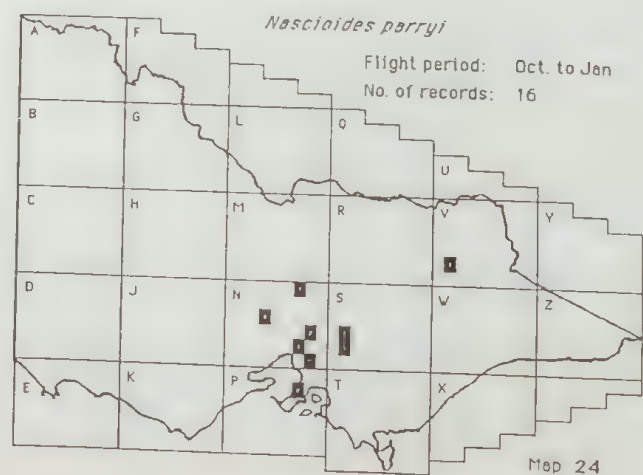 Nascioides parryi
Flight period: Oct. to Jan
No. of records: 16
A F
B G L Q
U
C H M R V Y
D J N S W Z
E K P T X
Map 24